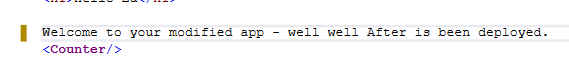 Welcome to your modified app - well well After is been deployed.
<Counter/>